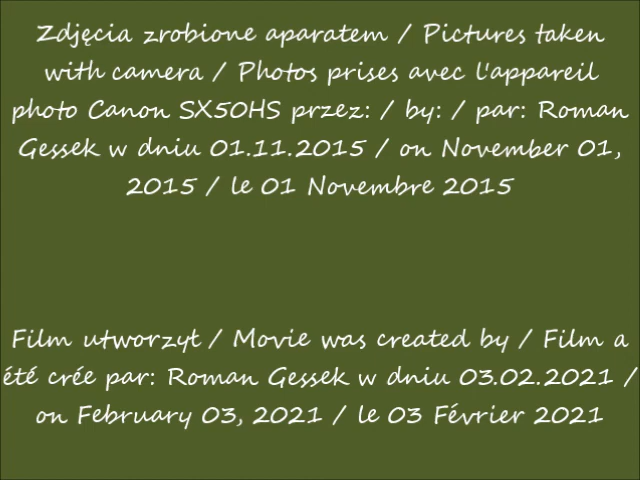 Zdjęcia zrobione aparatem / Pictures taken
with camera / Photos prises avec l'appareil
photo Canon SX50HS przez: / by: / par: Roman
Gessek w dniu 01.11.2015 / on November 01,
2015 / le 01 Novembre 2015
Film utworzył / Movie was created by / Film a
été crée par: Roman Gessek w dniu 03.02.2021 /
on February 03, 2021 / le 03 Février 2021